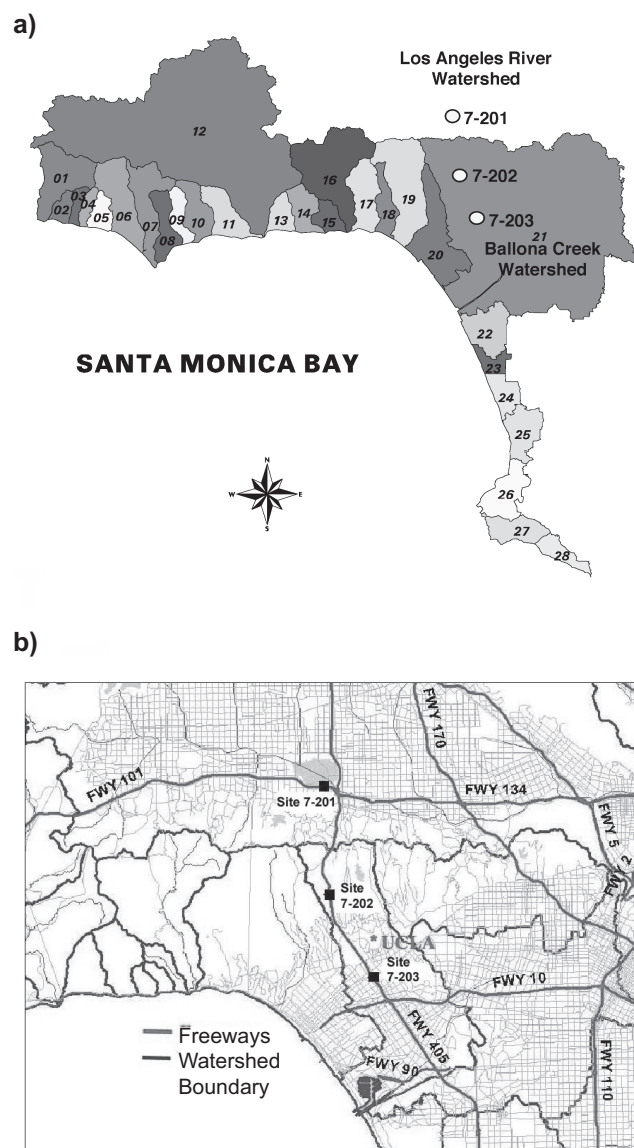 a)
Los Angeles River
Watershed
7-201
12
16
7-202
01
03
02
04
05
06
07
08
09
10
11
13
14
15
17
18
19
7-203
21
20
Ballona Creek
Watershed
22
SANTA MONICA BAY
23
24
25
N
W
E
S
26
27
28
b)
FWY 170
FWY 101
FWY 134
Site 7-201
FWY 5
FWY 2
Site
7-202
* UCLA
Site
7-203
FWY 10
Freeways
FWY 405
Watershed
Boundary
FWY 90
FWY 110